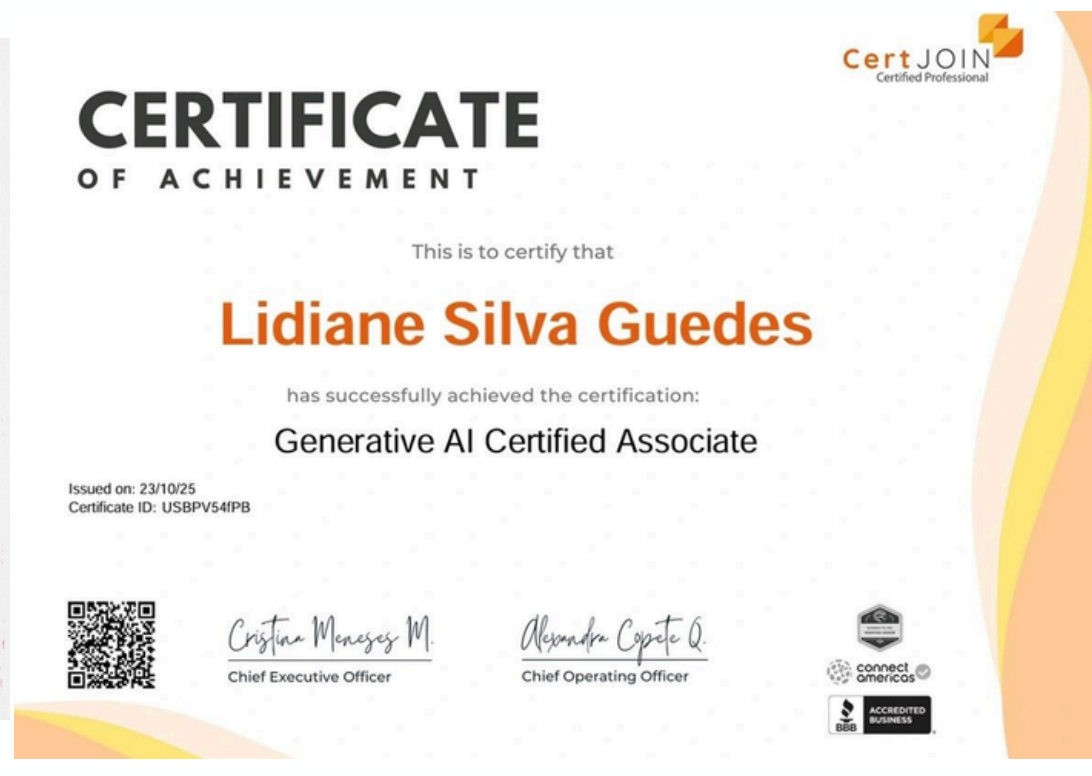 CertJOIN
Certified Professional
CERTIFICATE
OF ACHIEVEMENT
This is to certify that
Lidiane Silva Guedes
has successfully achieved the certification:
Generative AI Certified Associate
Issued on: 23/10/25
Certificate ID: USBPV54fPB
Cristina Meneses M.
Chief Executive Officer
Alexandra Copete Q.
Chief Operating Officer
connect
americas
BBB
ACCREDITED
BUSINESS